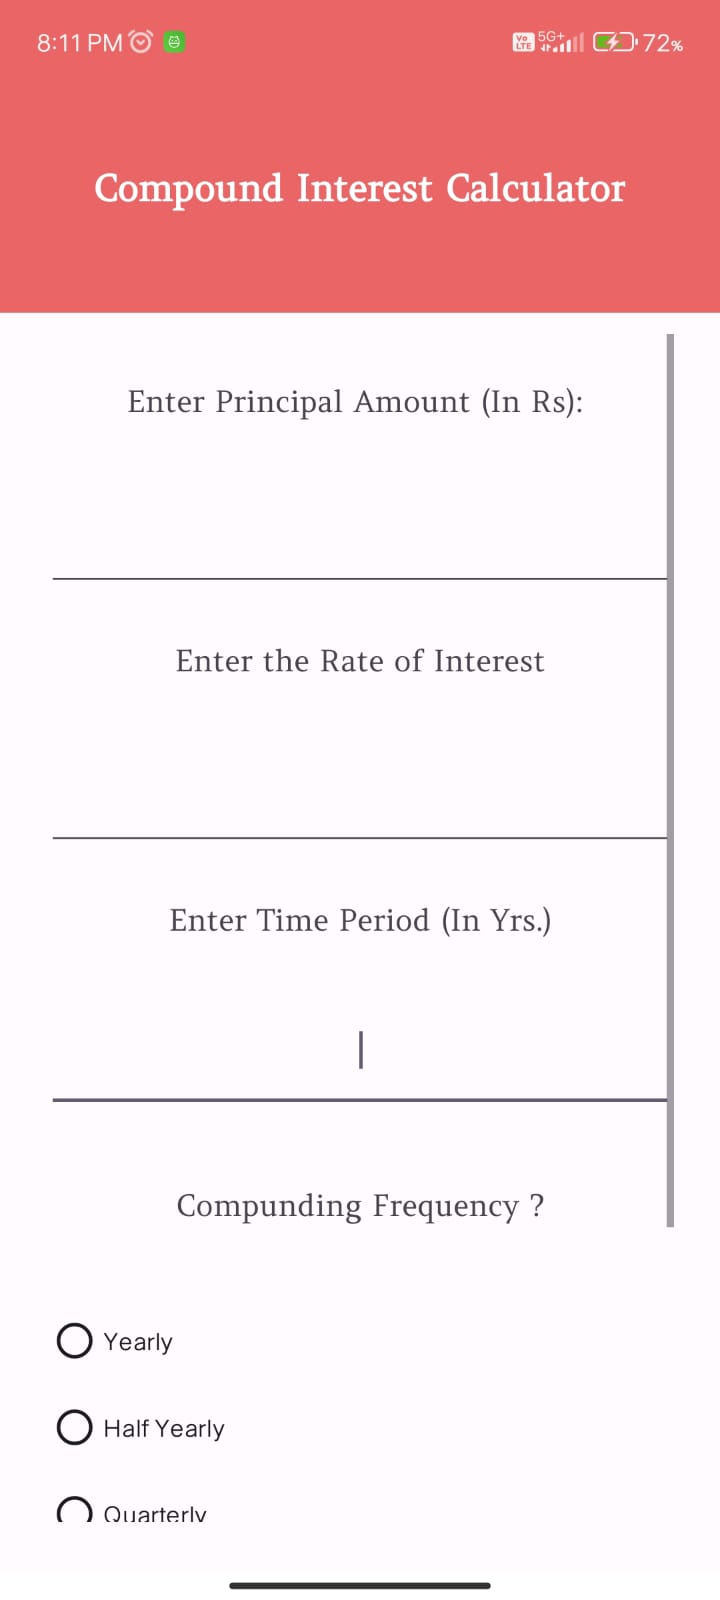 8:11 PM
Vo LTE 5G+ 72%
Compound Interest Calculator
Enter Principal Amount (In Rs):
Enter the Rate of Interest
Enter Time Period (In Yrs.)
Compunding Frequency ?
Yearly
Half Yearly
Quarterly